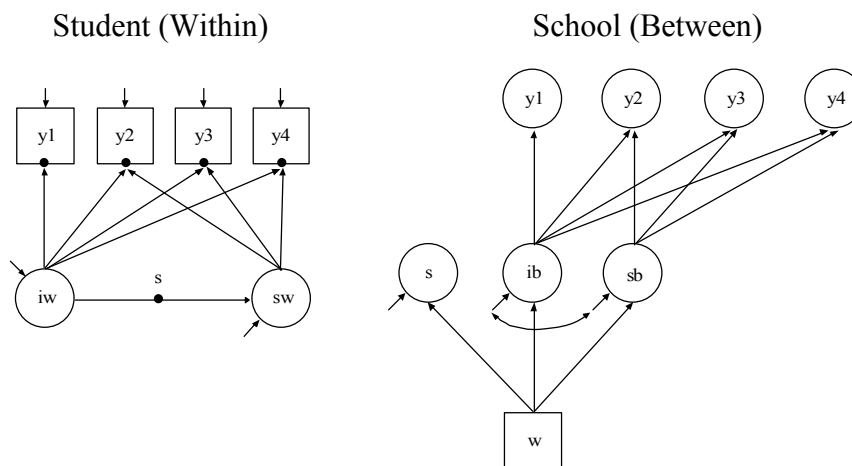 Student (Within) School (Between)
y1 y2 y3 y4
y1 y2 y3 y4
s
iw sw
s ib sb
w